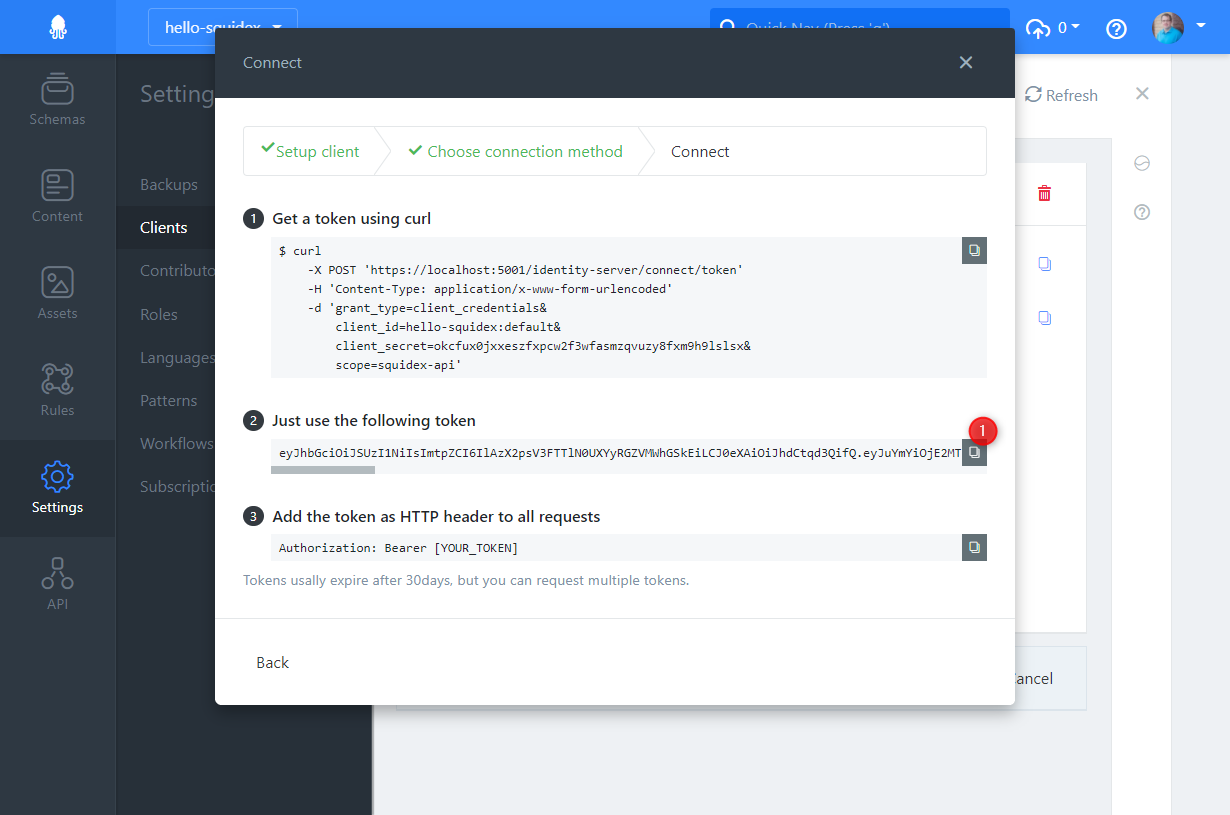 hello-squidex
Quick Nav (Press 'q')
0
Schemas
Content
Assets
Rules
Settings
API
Setting
Backups
Clients
Contributo
Roles
Languages
Patterns
Workflows
Subscriptio
Refresh
Connect
Setup client
Choose connection method
Connect
1 Get a token using curl
$ curl
-X POST 'https://localhost:5001/identity-server/connect/token'
-H 'Content-Type: application/x-www-form-urlencoded'
-d 'grant_type=client_credentials&
client_id=hello-squidex:default&
client_secret=okcfux0jxxeszfxpcw2f3wfasmzqvuzy8fxm9h9lslsx&
scope=squidex-api'
2 Just use the following token
1
eyJhbGciOiJSUzI1NiIsImtpZCI6IlAzX2psV3FTTlN0UXYyRGZVMWhGSkEiLCJ0eXAiOiJhdCtqd3QifQ.eyJuYmYiOjE2MT
3 Add the token as HTTP header to all requests
Authorization: Bearer [YOUR_TOKEN]
Tokens usally expire after 30days, but you can request multiple tokens.
Back
ancel